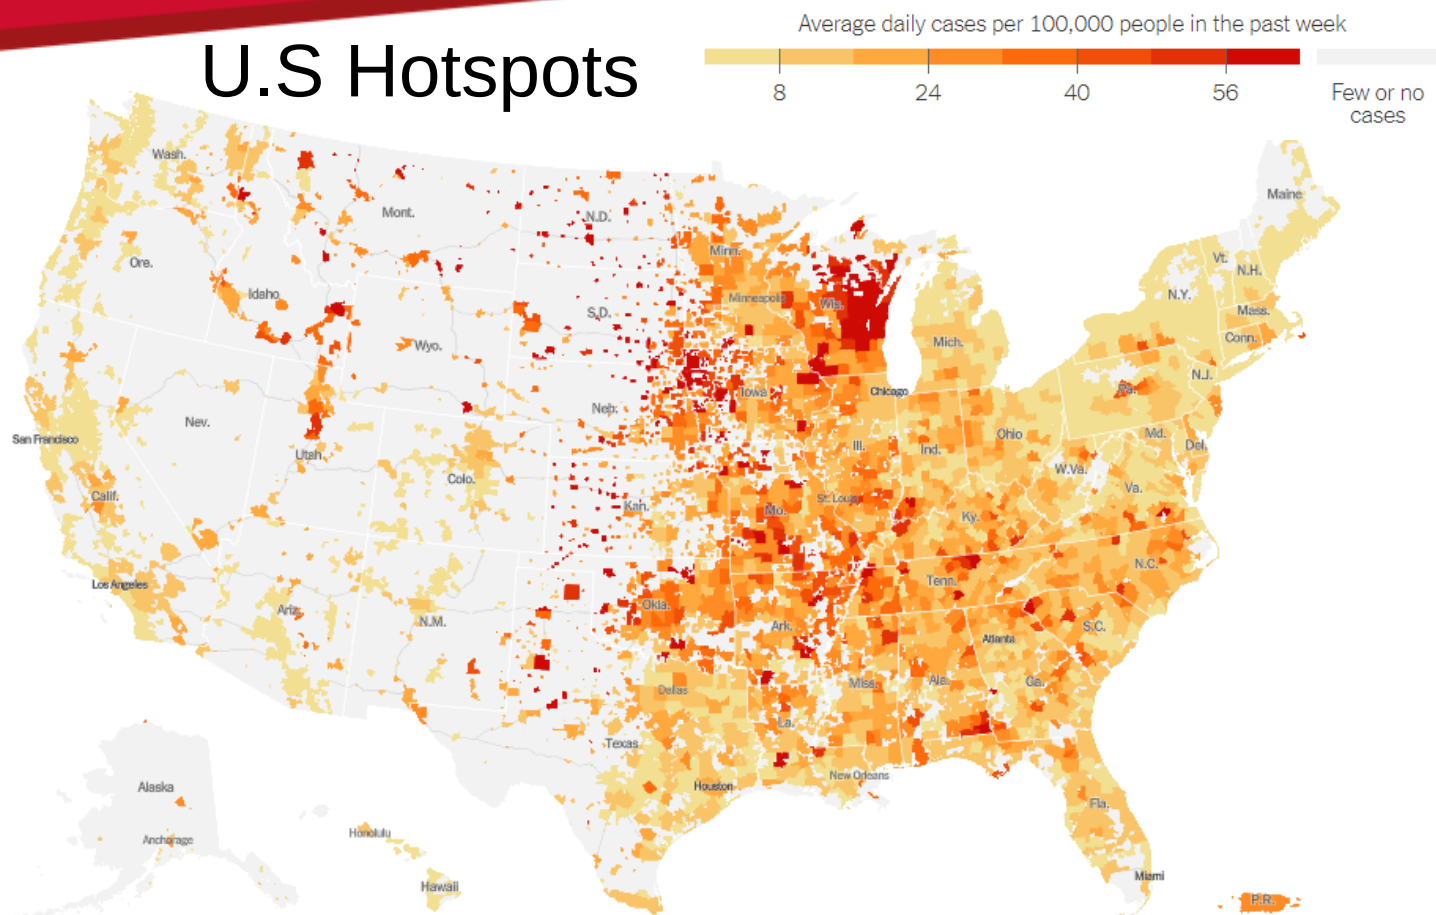 Average daily cases per 100,000 people in the past week
U.S Hotspots
8 24 40 56 Few or no
cases
Wash.
Maine
Mont.
N.D.
Minn.
Vt.
Ore.
N.H.
Idaho
S.D.
Minneapolis
Wis.
N.Y.
Mass.
Wyo.
Mich.
Conn.
N.J.
Iowa
Chicago
Pa.
Neb.
Nev.
San Francisco
Ohio
Md.
Utah
Ill.
Ind.
Del.
Colo.
W.Va.
Calif.
Kan.
St. Louis
Va.
Mo.
Ky.
Los Angeles
N.C.
Tenn.
Ariz.
N.M.
Okla.
Ark.
S.C.
Atlanta
Dallas
Miss.
Ala.
Ga.
La.
Texas
Alaska
Houston
New Orleans
Fla.
Anchorage
Honolulu
Hawaii
Miami
P.R.